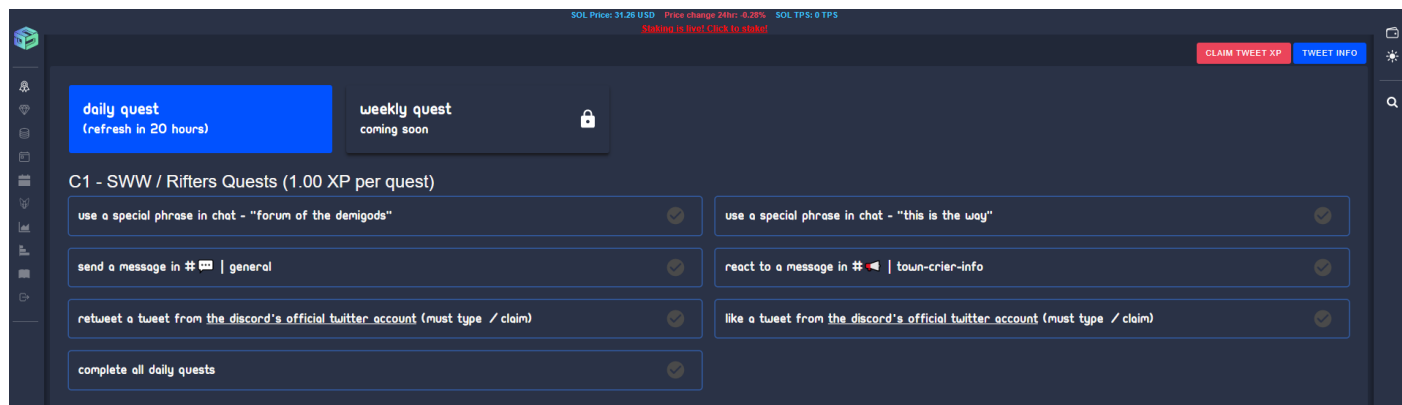 SOL Price: 31.26 USD Price change 24hr: -0.28% SOL TPS: 0 TPS
Staking is live! Click to stake!
CLAIM TWEET XP TWEET INFO
daily quest
(refresh in 20 hours)
weekly quest
coming soon
C1 - SWW / Rifters Quests (1.00 XP per quest)
use a special phrase in chat - "forum of the demigods"
use a special phrase in chat - "this is the way"
send a message in #💬 | general
react to a message in #📢 | town-crier-info
retweet a tweet from the discord's official twitter account (must type /claim)
like a tweet from the discord's official twitter account (must type /claim)
complete all daily quests